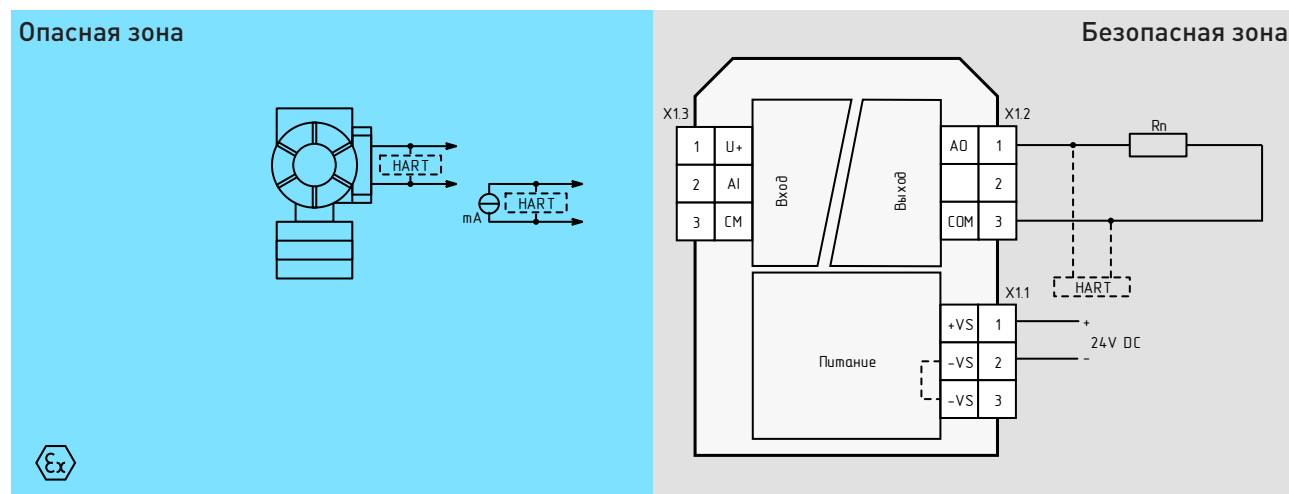 Опасная зона
Безопасная зона
X1.3
X1.2
Rn
1 U+
AO 1
HART
Вход
Выход
2 AI
2
HART
mA
3 CM
COM 3
HART
X1.1
+VS 1
+
24V DC
Питание
-VS 2
-
-VS 3
Ex